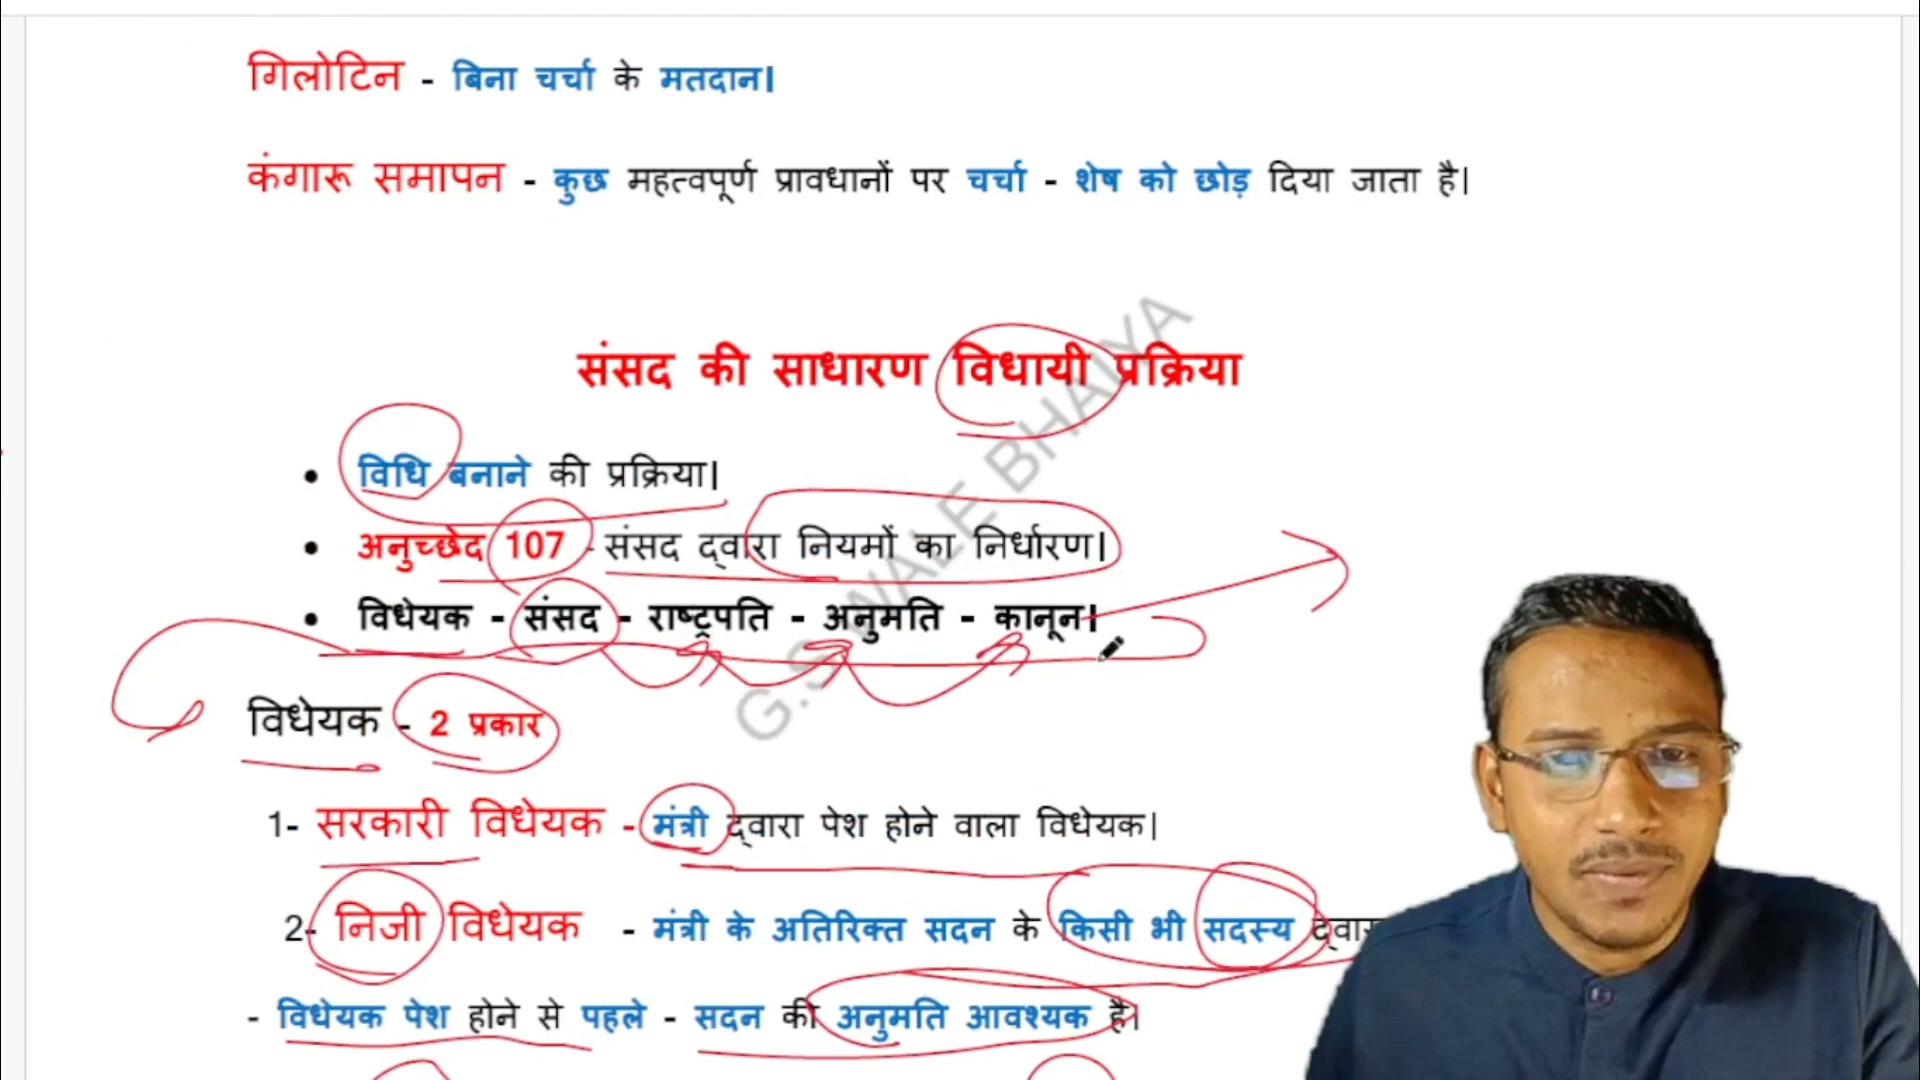 गिलोटिन - बिना चर्चा के मतदान।
कंगारू समापन - कुछ महत्वपूर्ण प्रावधानों पर चर्चा - शेष को छोड़ दिया जाता है।
संसद की साधारण विधायी प्रक्रिया
• विधि बनाने की प्रक्रिया।
• अनुच्छेद 107 - संसद द्वारा नियमों का निर्धारण।
• विधेयक - संसद - राष्ट्रपति - अनुमति - कानून।
विधेयक - 2 प्रकार
1- सरकारी विधेयक - मंत्री द्वारा पेश होने वाला विधेयक।
2- निजी विधेयक - मंत्री के अतिरिक्त सदन के किसी भी सदस्य
- विधेयक पेश होने से पहले - सदन की अनुमति आवश्यक है।
G.S WALE BHAIYA